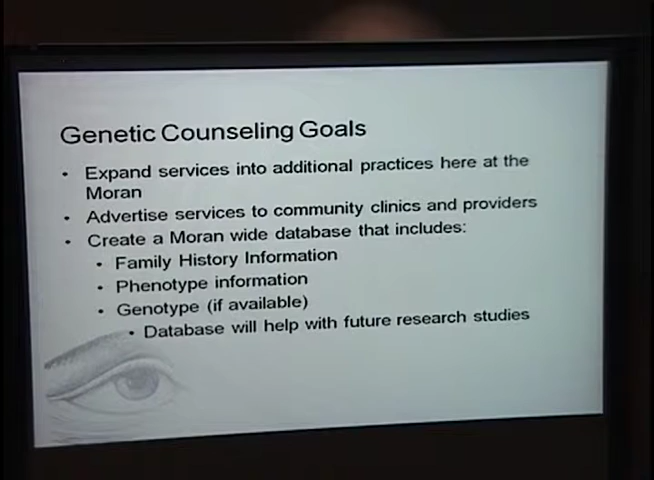 Genetic Counseling Goals
• Expand services into additional practices here at the
Moran
• Advertise services to community clinics and providers
• Create a Moran wide database that includes:
• Family History Information
• Phenotype information
• Genotype (if available)
• Database will help with future research studies